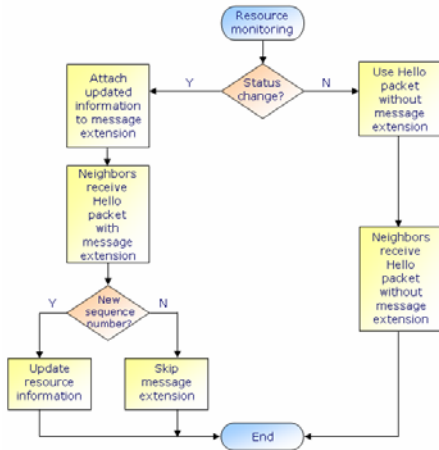 Resource
monitoring
Status
change?
Y
N
Attach
updated
information
to message
extension
Use Hello
packet
without
message
extension
Neighbors
receive
Hello
packet
with
message
extension
Neighbors
receive
Hello
packet
without
message
extension
New
sequence
number?
Y
N
Update
resource
information
Skip
message
extension
End